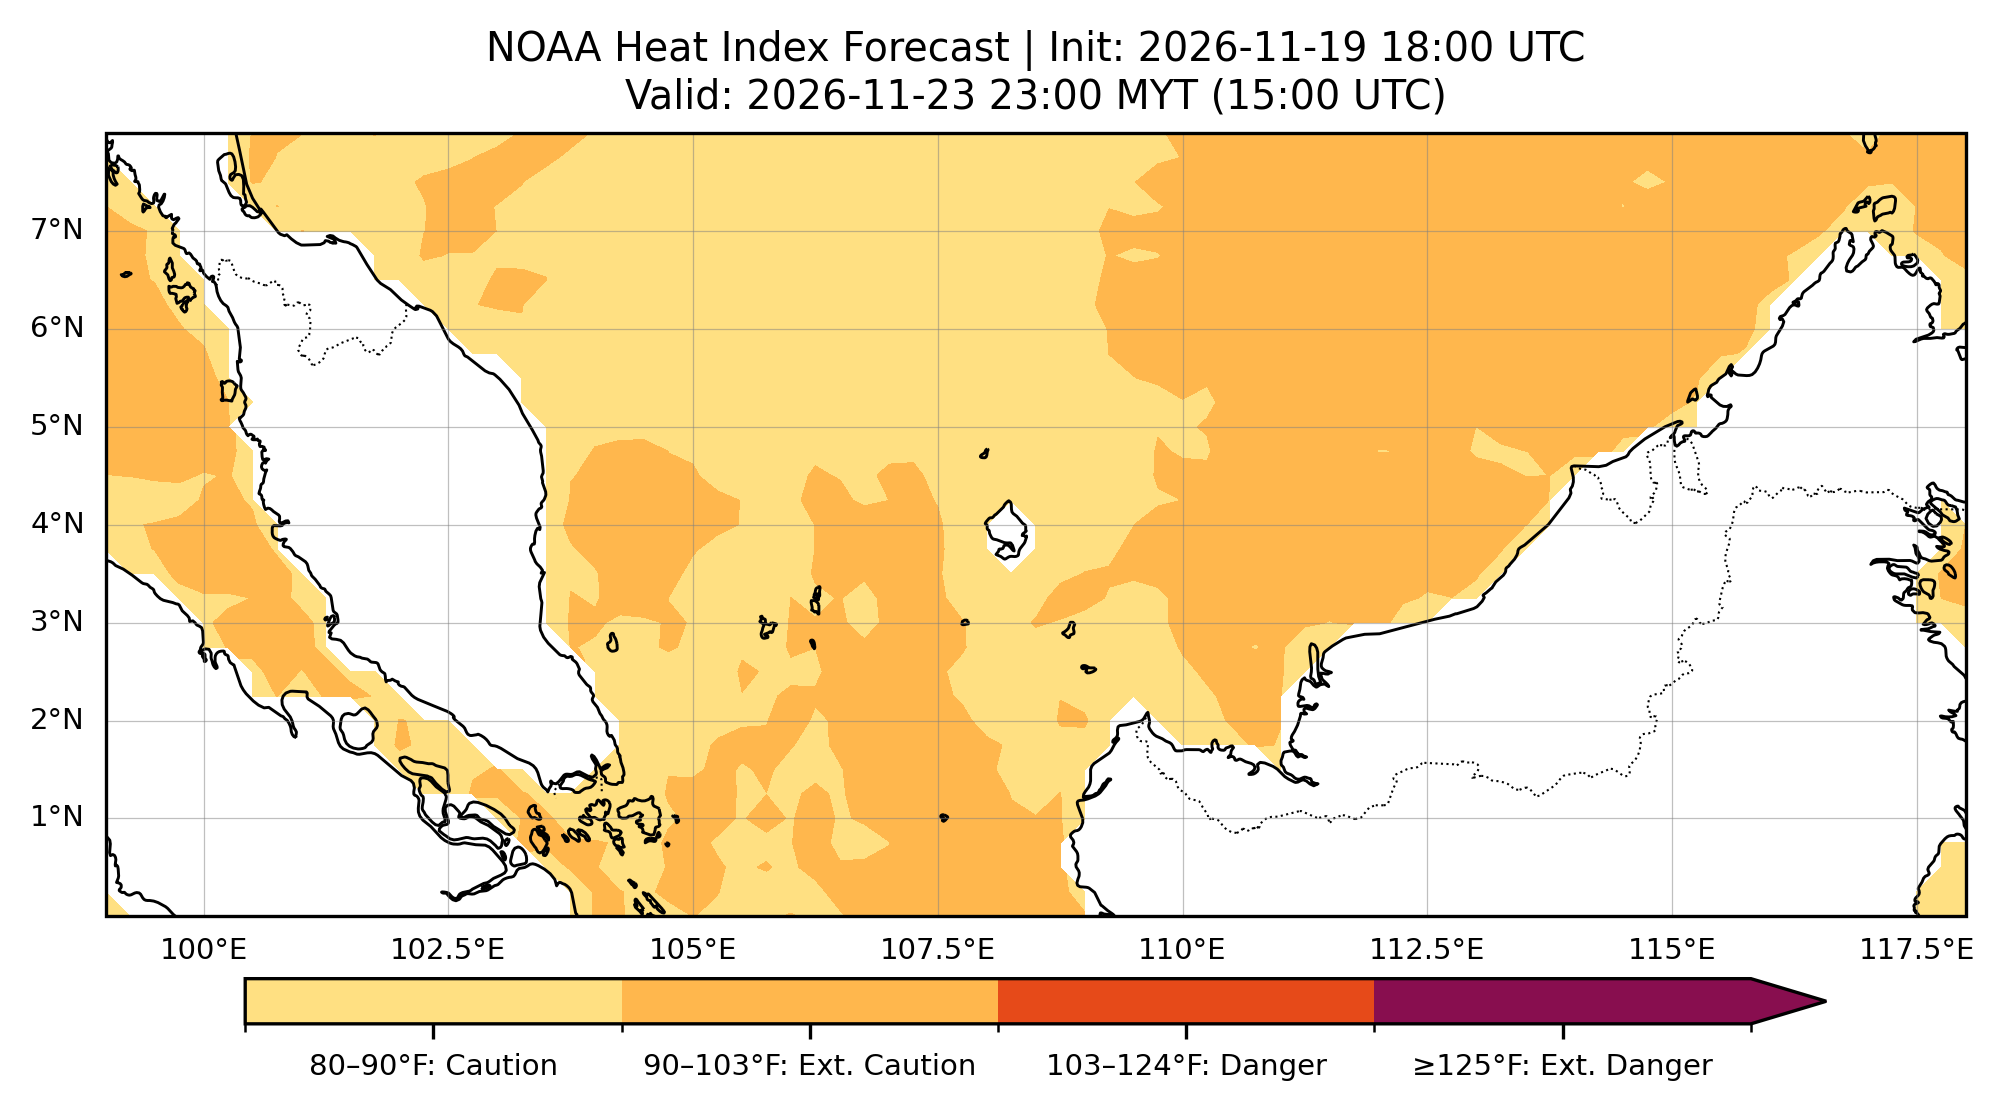 NOAA Heat Index Forecast | Init: 2026-11-19 18:00 UTC
Valid: 2026-11-23 23:00 MYT (15:00 UTC)
7°N
6°N
5°N
4°N
3°N
2°N
1°N
100°E 102.5°E 105°E 107.5°E 110°E 112.5°E 115°E 117.5°E
80–90°F: Caution 90–103°F: Ext. Caution 103–124°F: Danger ≥125°F: Ext. Danger